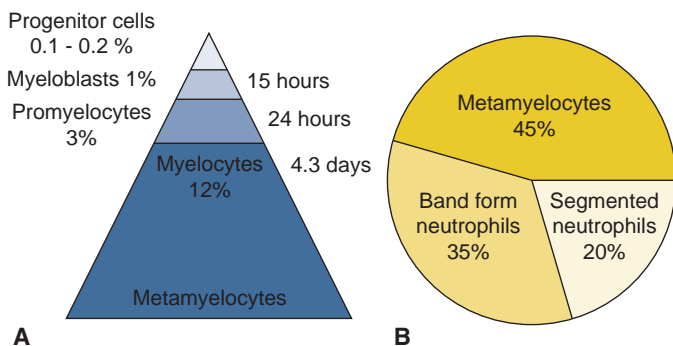 Progenitor cells
0.1 - 0.2 %
Myeloblasts 1%
15 hours
Promyelocytes
3%
24 hours
Myelocytes
12%
4.3 days
Metamyelocytes
A
Metamyelocytes
45%
Band form
neutrophils
35%
Segmented
neutrophils
20%
B